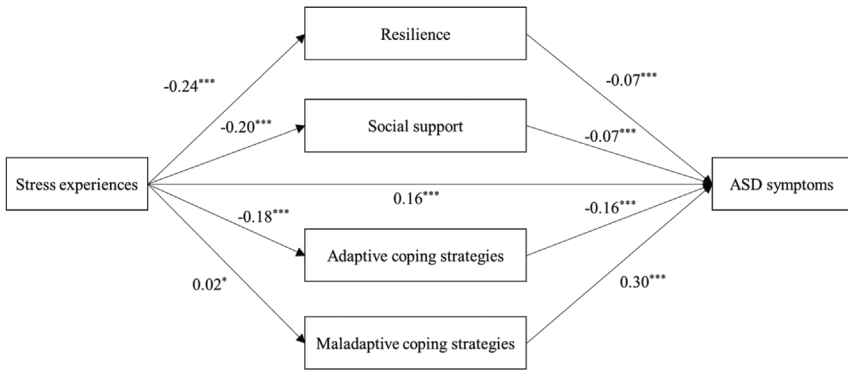 Resilience
-0.24***
-0.07***
Social support
-0.20***
-0.07***
Stress experiences
0.16***
ASD symptoms
-0.18***
-0.16***
Adaptive coping strategies
0.02*
0.30***
Maladaptive coping strategies